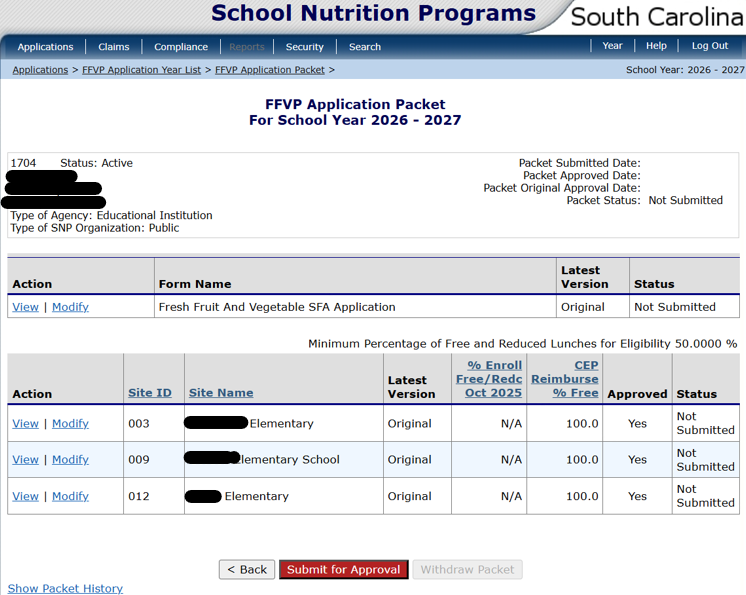 School Nutrition Programs
South Carolina
Applications | Claims | Compliance | Reports | Security | Search | Year | Help | Log Out
Applications > FFVP Application Year List > FFVP Application Packet > School Year: 2026 - 2027
FFVP Application Packet
For School Year 2026 - 2027
1704 Status: Active
Packet Submitted Date:
Packet Approved Date:
Packet Original Approval Date:
Packet Status: Not Submitted
Type of Agency: Educational Institution
Type of SNP Organization: Public
Action Form Name Latest Version Status
View | Modify Fresh Fruit And Vegetable SFA Application Original Not Submitted
Minimum Percentage of Free and Reduced Lunches for Eligibility 50.0000 %
Action Site ID Site Name Latest Version % Enroll Free/Redc Oct 2025 CEP Reimburse % Free Approved Status
View | Modify 003 Elementary Original N/A 100.0 Yes Not Submitted
View | Modify 009 Elementary School Original N/A 100.0 Yes Not Submitted
View | Modify 012 Elementary Original N/A 100.0 Yes Not Submitted
< Back Submit for Approval Withdraw Packet
Show Packet History